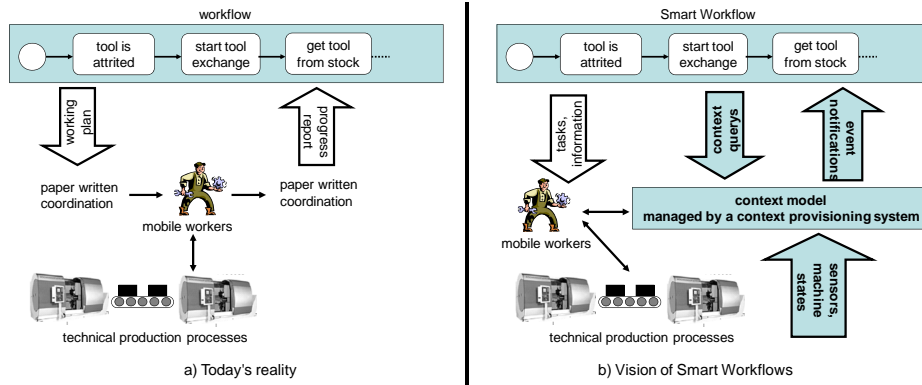 workflow
tool is
attrited
start tool
exchange
get tool
from stock
working
plan
progress
report
paper written
coordination
mobile workers
paper written
coordination
technical production processes
a) Today's reality
Smart Workflow
tool is
attrited
start tool
exchange
get tool
from stock
tasks,
information
context
querys
event
notifications
context model
managed by a context provisioning system
mobile workers
sensors,
machine
states
technical production processes
b) Vision of Smart Workflows